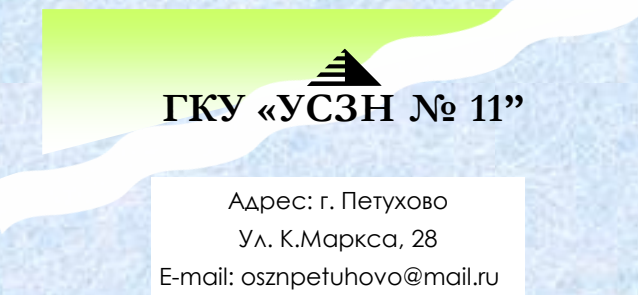 ГКУ «УСЗН № 11”
Адрес: г. Петухово
Ул. К.Маркса, 28
E-mail: osznpetuhovo@mail.ru